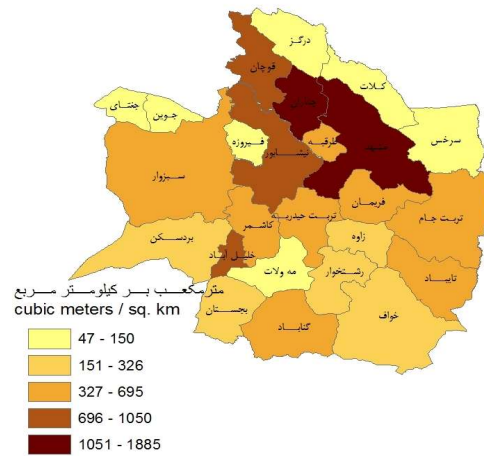 درگز
قوچان
کلات
چناران
جغتای
جوین
سرخس
فیروزه
نیشابور
طرقبه
مشهد
سبزوار
فریمان
تربت حیدریه
تربت جام
کاشمر
بردسکن
خلیل آباد
زاوه
مه ولات
رشتخوار
تایباد
بجستان
گناباد
خواف
مترمکعب بر کیلومتر مربع
cubic meters / sq. km
47 - 150
151 - 326
327 - 695
696 - 1050
1051 - 1885